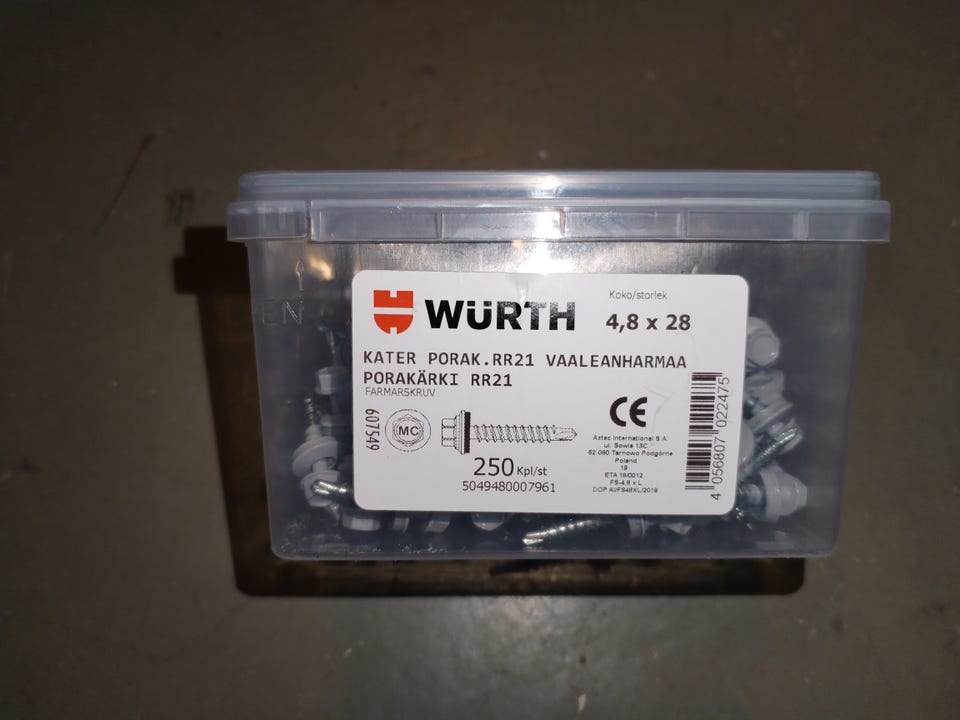 WÜRTH
Koko/storlek
4,8 x 28
KATER PORAK.RR21 VAALEANHARMAA
PORAKÄRKI RR21
FARMARSKRUV
607549
MC
250 Kpl/st
5049480007961
CE
Aztec International S.A.
ul. Sowia 13C
62-080 Tarnowo Podgórne
Poland
19
ETA 18/0012
FS-4,8 x L
DOP AI/FS48XL/2019
4 056807 022475
EN